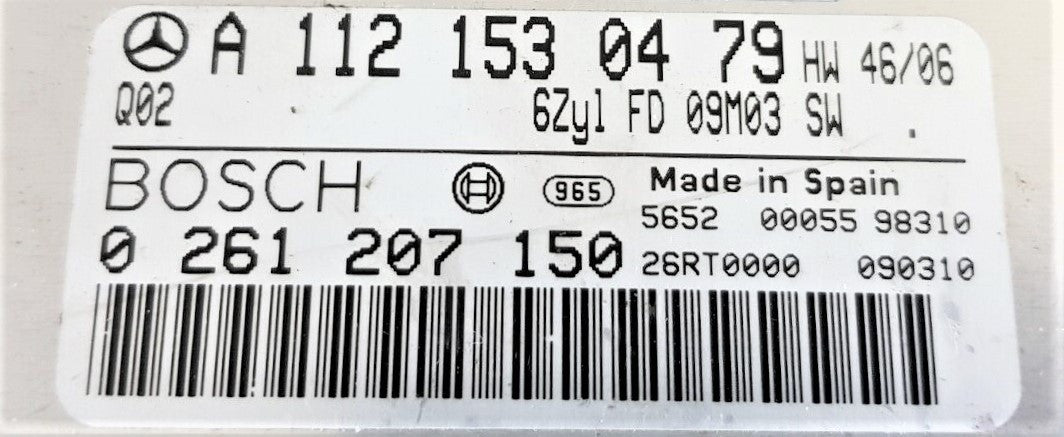 A 112 153 04 79 HW 46/06
Q02 6Zyl FD 09M03 SW .
BOSCH 965 Made in Spain
5652 00055 98310
0 261 207 150 26RT0000 090310